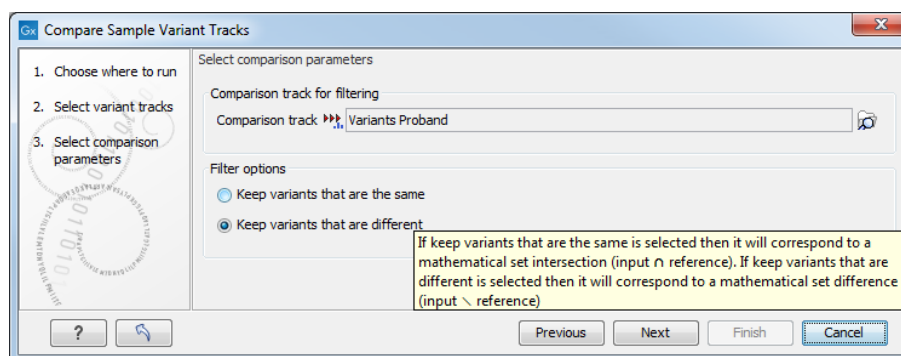 Gx Compare Sample Variant Tracks
1. Choose where to run
2. Select variant tracks
3. Select comparison
parameters
Select comparison parameters
Comparison track for filtering
Comparison track Variants Proband
Filter options
Keep variants that are the same
Keep variants that are different
If keep variants that are the same is selected then it will correspond to a
mathematical set intersection (input ∩ reference). If keep variants that are
different is selected then it will correspond to a mathematical set difference
(input \ reference)
?
Previous Next Finish Cancel